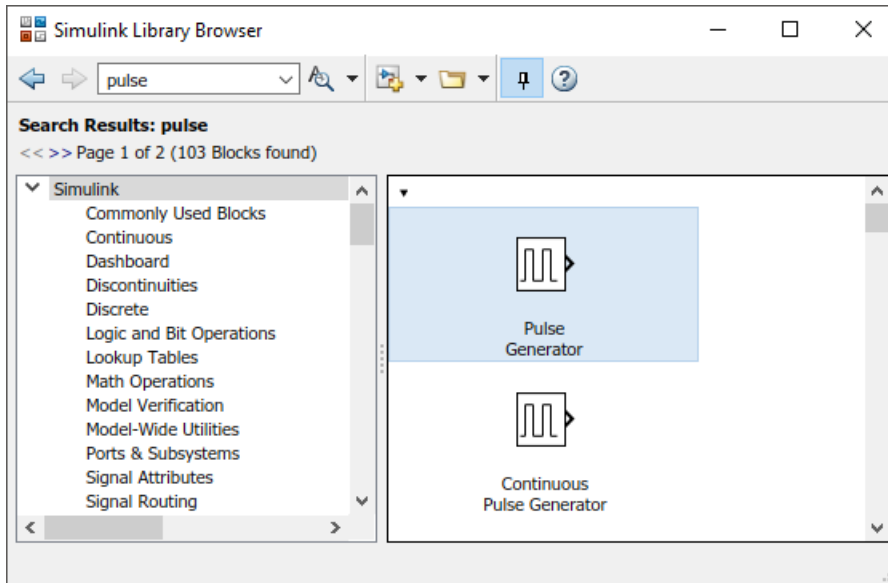 Simulink Library Browser
pulse
Search Results: pulse
<< >> Page 1 of 2 (103 Blocks found)
Simulink
Commonly Used Blocks
Continuous
Dashboard
Discontinuities
Discrete
Logic and Bit Operations
Lookup Tables
Math Operations
Model Verification
Model-Wide Utilities
Ports & Subsystems
Signal Attributes
Signal Routing
Pulse
Generator
Continuous
Pulse Generator